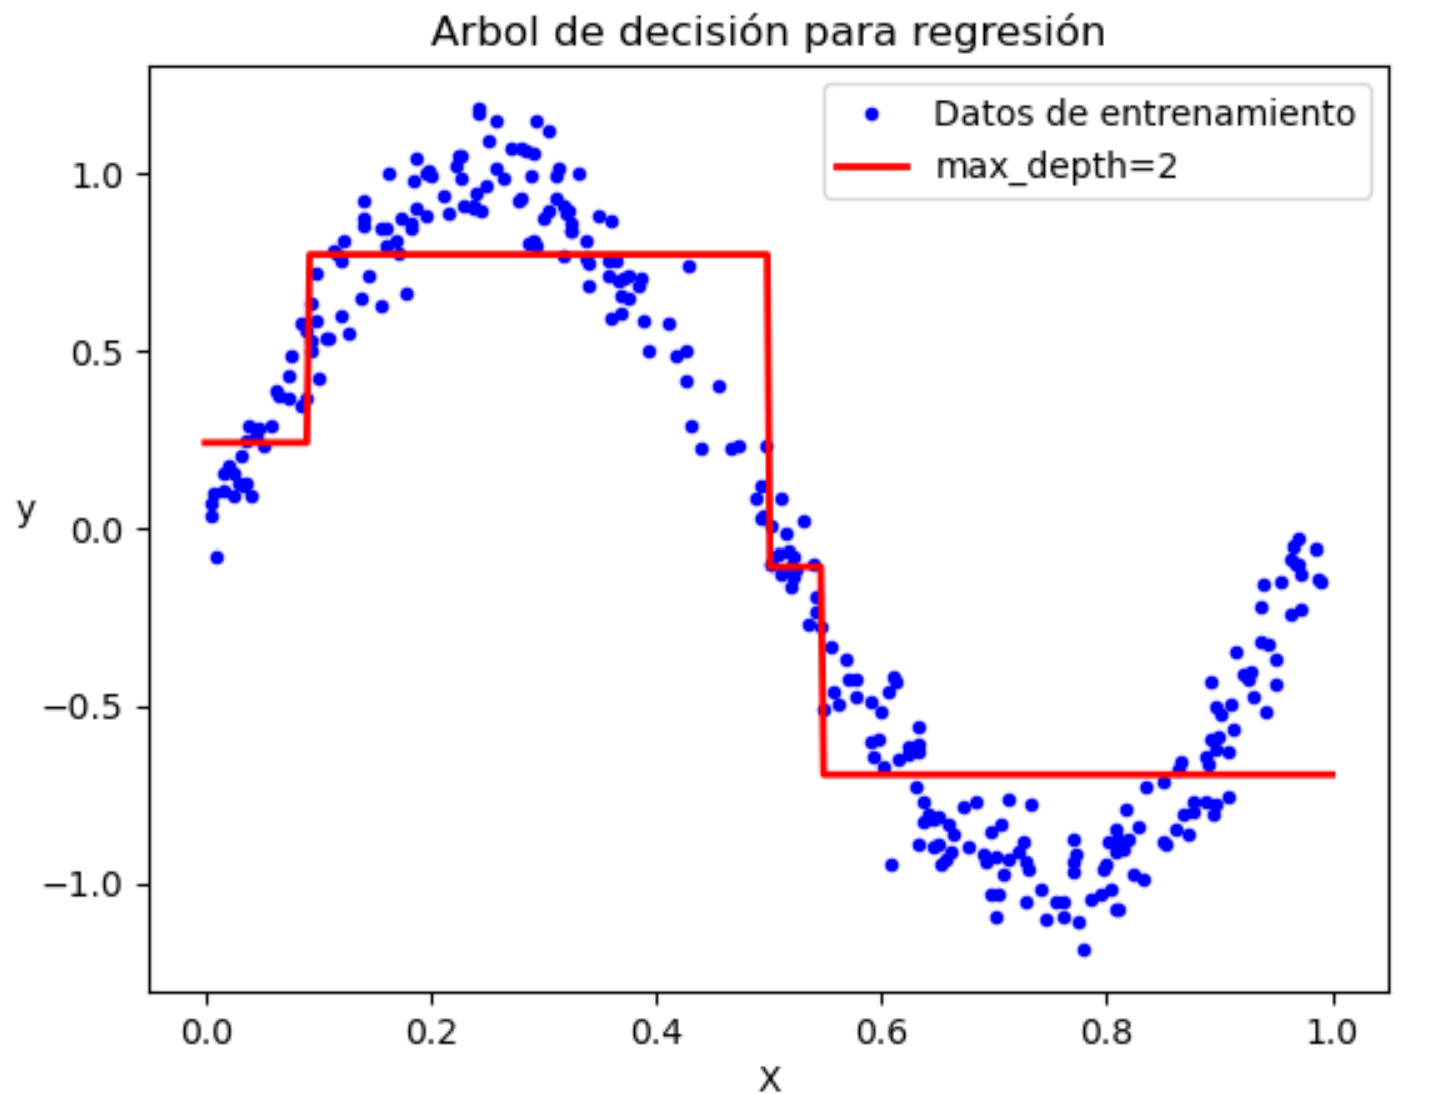 Arbol de decisión para regresión
Datos de entrenamiento
max_depth=2
1.0
0.5
y
0.0
−0.5
−1.0
0.0 0.2 0.4 0.6 0.8 1.0
X